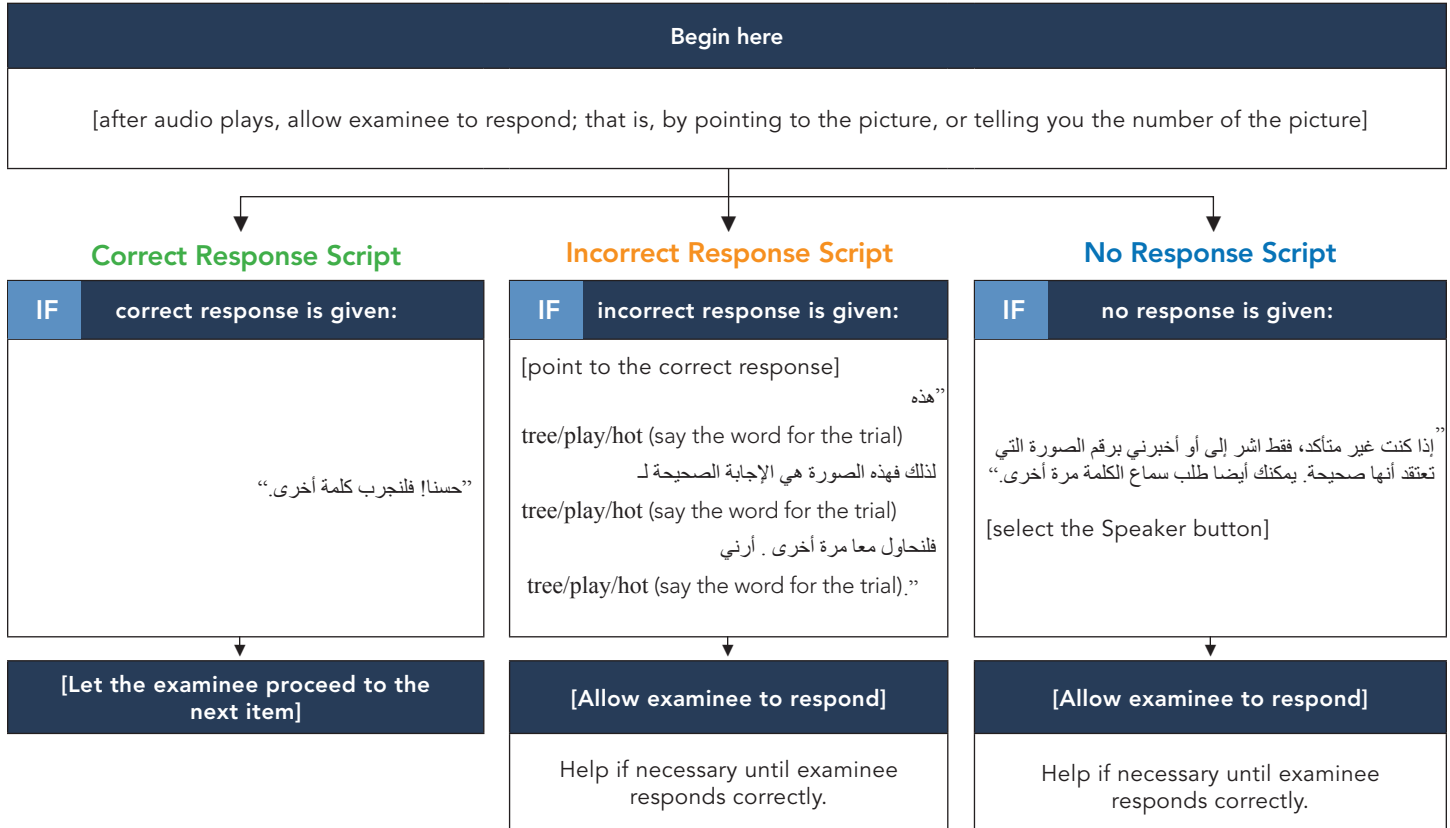 Begin here
[after audio plays, allow examinee to respond; that is, by pointing to the picture, or telling you the number of the picture]
Correct Response Script
IF correct response is given:
”حسنا! فلنجرب كلمة أخرى.“
[Let the examinee proceed to the
next item]
Incorrect Response Script
IF incorrect response is given:
[point to the correct response]
”هذه
tree/play/hot (say the word for the trial)
لذلك فهذه الصورة هي الإجابة الصحيحة لـ
tree/play/hot (say the word for the trial)
فلنحاول معا مرة أخرى . أرني
tree/play/hot (say the word for the trial).”
[Allow examinee to respond]
Help if necessary until examinee
responds correctly.
No Response Script
IF no response is given:
”إذا كنت غير متأكد، فقط اشر إلى أو أخبرني برقم الصورة التي
تعتقد أنها صحيحة. يمكنك أيضا طلب سماع الكلمة مرة أخرى.“
[select the Speaker button]
[Allow examinee to respond]
Help if necessary until examinee
responds correctly.